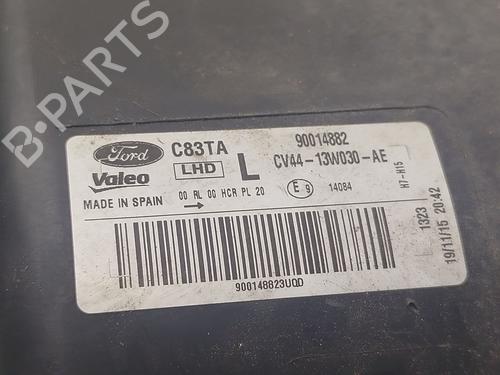 B-PARTS
Ford C83TA 90014882
Valeo LHD L CV44-13W030-AE
MADE IN SPAIN 00 RL 00 HCR PL 20 E 9 14084
H7-H15
1323
19/11/15 20:42
900148823UQD